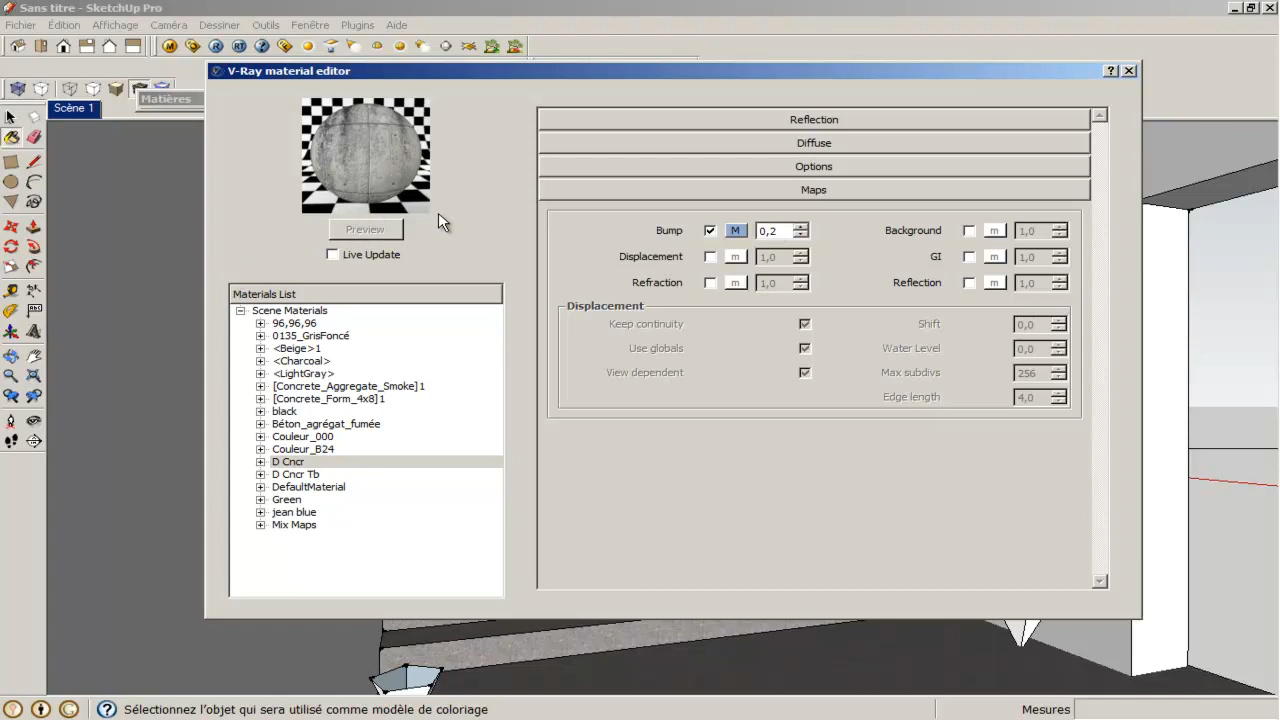 Sans titre - SketchUp Pro
Fichier Édition Affichage Caméra Dessiner Outils Fenêtre Plugins Aide
Matières
Scène 1
V-Ray material editor
Preview
Live Update
Materials List
Scene Materials
96,96,96
0135_GrisFoncé
<Beige>1
<Charcoal>
<LightGray>
[Concrete_Aggregate_Smoke]1
[Concrete_Form_4x8]1
black
Béton_agrégat_fumée
Couleur_000
Couleur_B24
D Cncr
D Cncr Tb
DefaultMaterial
Green
jean blue
Mix Maps
Reflection
Diffuse
Options
Maps
Bump M 0,2 Background m 1,0
Displacement m 1,0 GI m 1,0
Refraction m 1,0 Reflection m 1,0
Displacement
Keep continuity Shift 0,0
Use globals Water Level 0,0
View dependent Max subdivs 256
Edge length 4,0
Sélectionnez l'objet qui sera utilisé comme modèle de coloriage Mesures